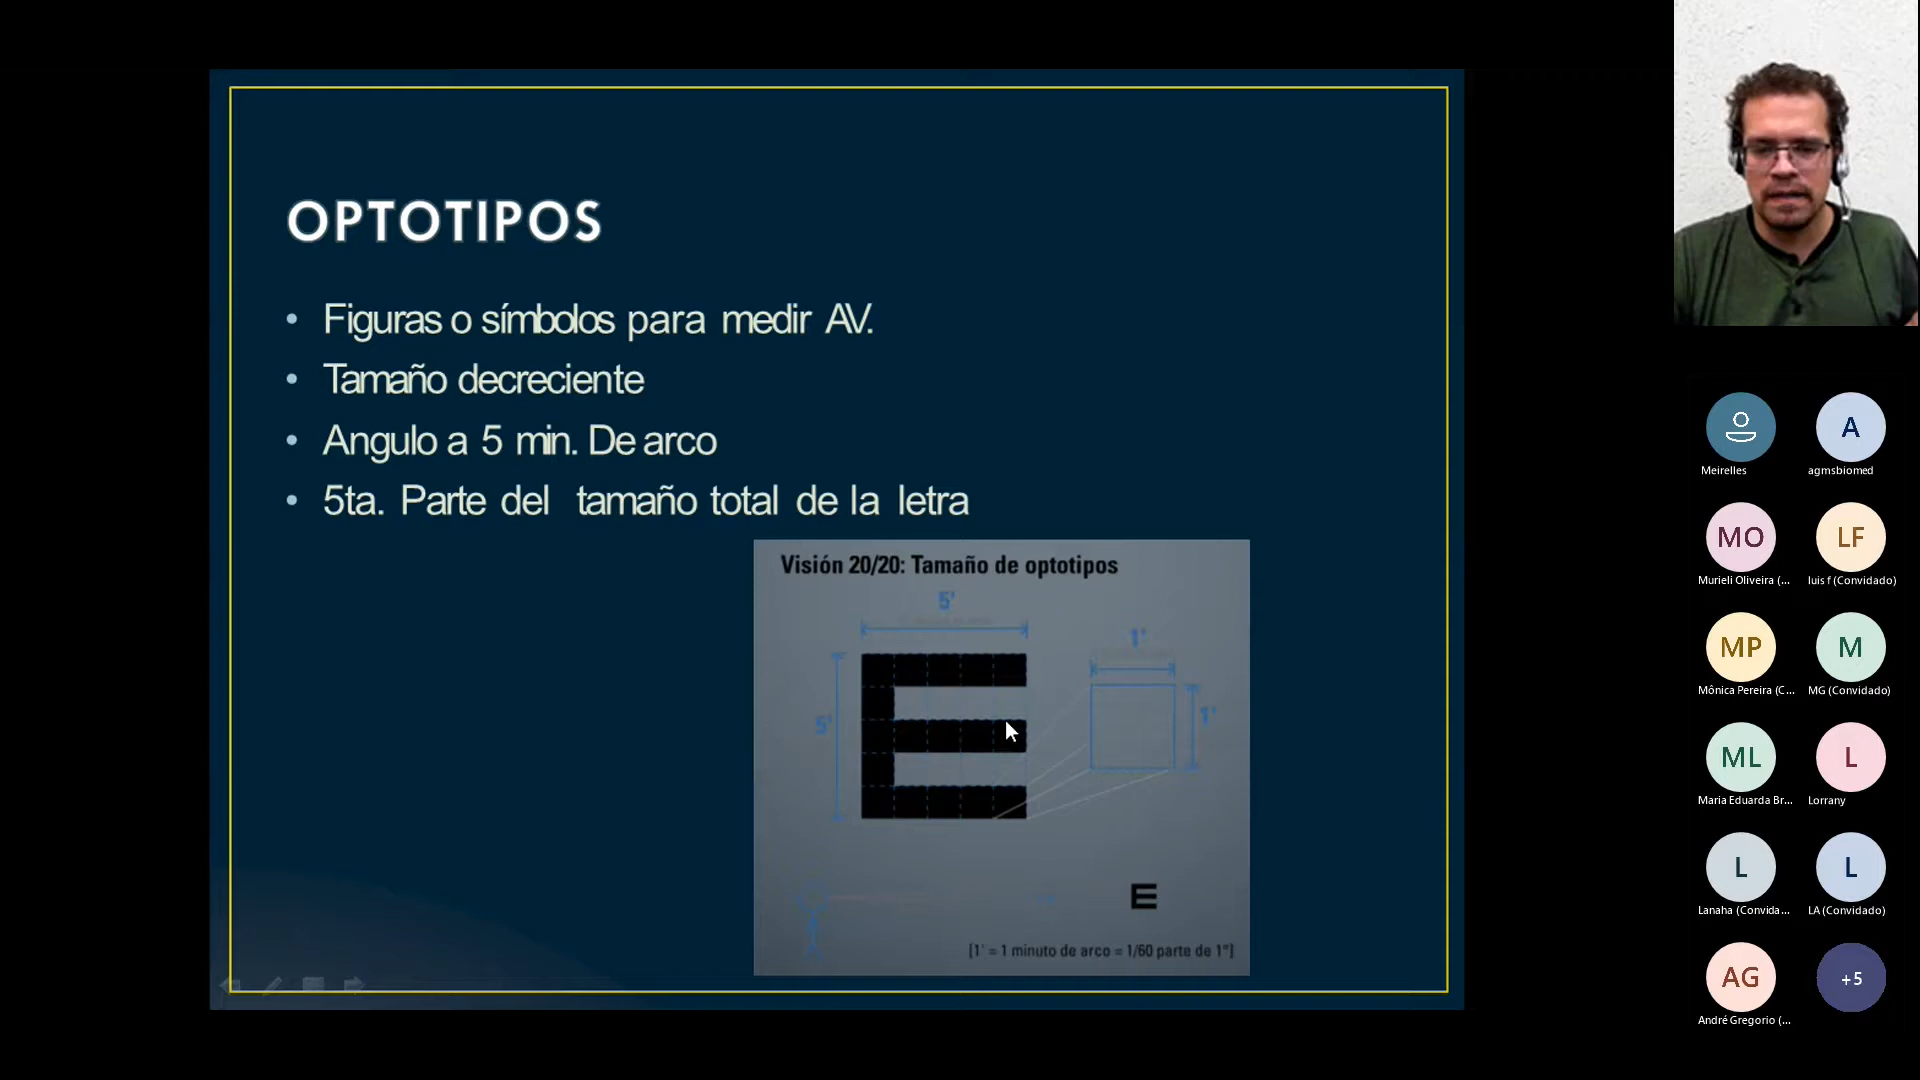 OPTOTIPOS
• Figuras o símbolos para medir AV.
• Tamaño decreciente
• Angulo a 5 min. De arco
• 5ta. Parte del tamaño total de la letra
Visión 20/20: Tamaño de optotipos
5'
1'
5'
1'
E
[1' = 1 minuto de arco = 1/60 parte de 1°]
Meirelles
A
agmsbiomed
MO
Murieli Oliveira (...
LF
luis f (Convidado)
MP
Mônica Pereira (C...
M
MG (Convidado)
ML
Maria Eduarda Br...
L
Lorrany
L
Lanaha (Convida...
L
LA (Convidado)
AG
André Gregorio (...
+5